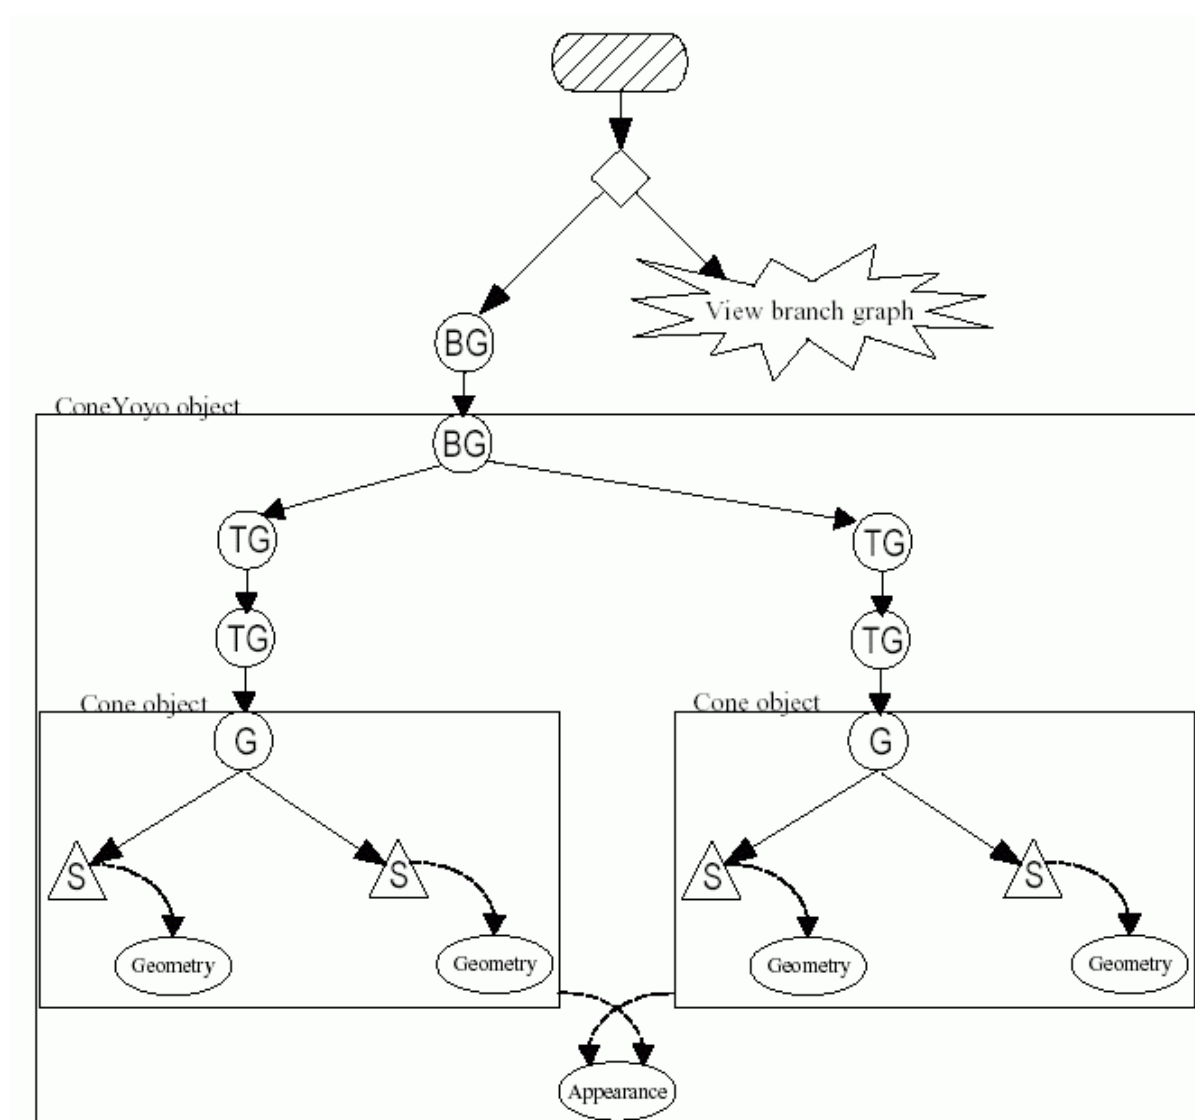 View branch graph
BG
ConeYoyo object
BG
TG
TG
TG
TG
Cone object
Cone object
G
G
S
S
S
S
Geometry
Geometry
Geometry
Geometry
Appearance